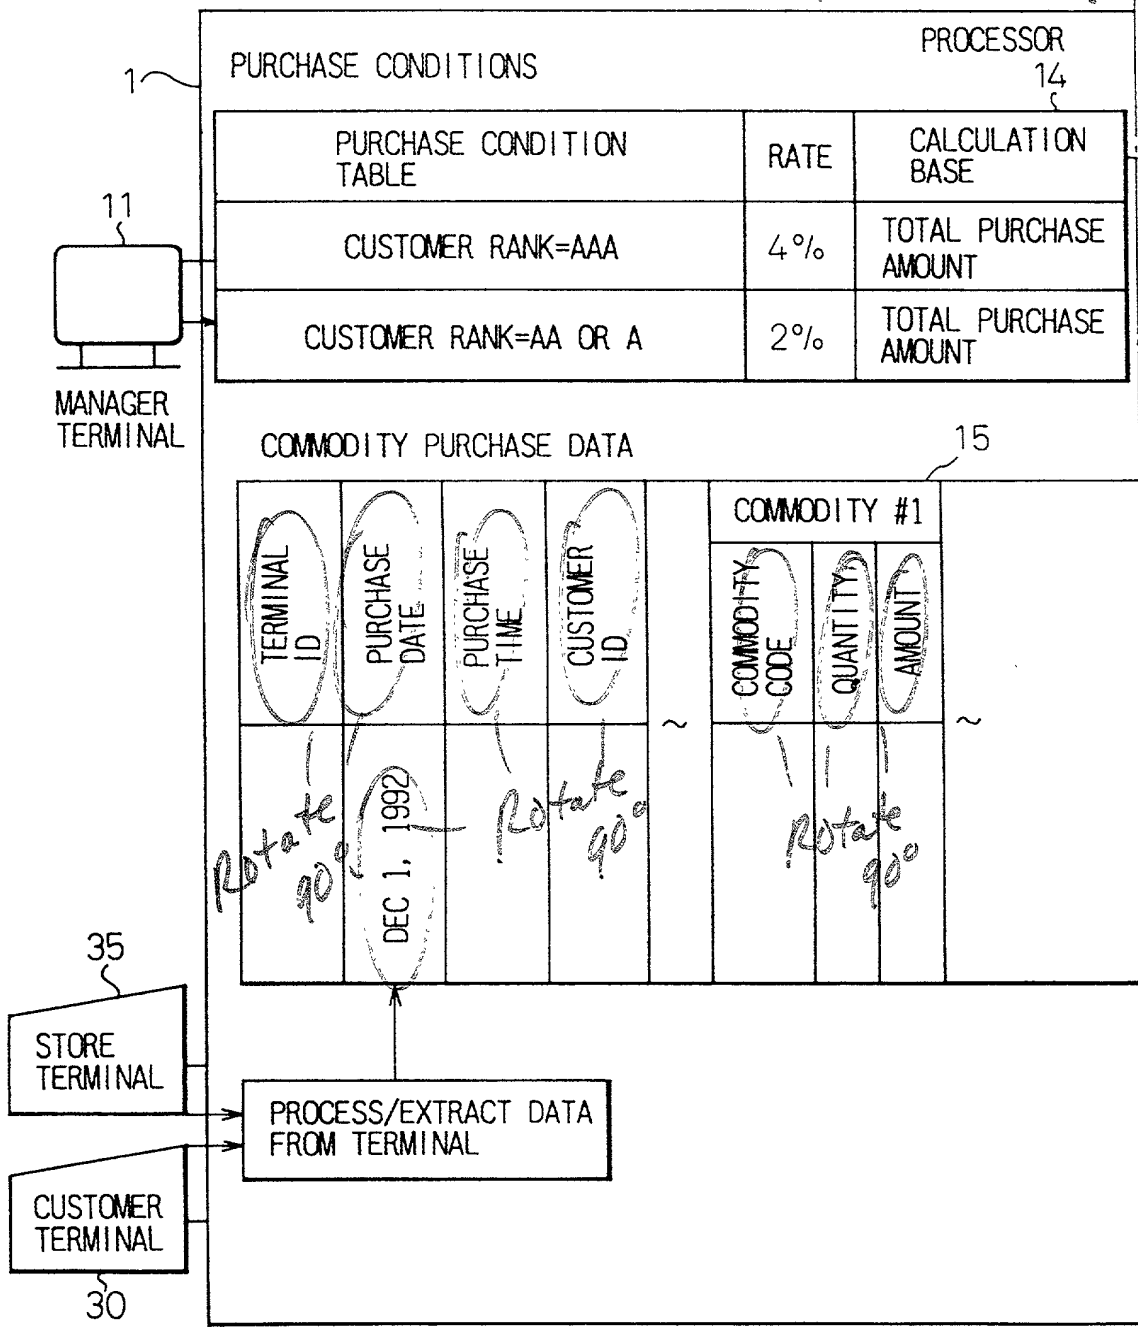 PROCESSOR
PURCHASE CONDITIONS
1
14
PURCHASE CONDITION
TABLE
RATE
CALCULATION
BASE
11
CUSTOMER RANK=AAA
4%
TOTAL PURCHASE
AMOUNT
CUSTOMER RANK=AA OR A
2%
TOTAL PURCHASE
AMOUNT
MANAGER
TERMINAL
COMMODITY PURCHASE DATA
15
COMMODITY #1
TERMINAL
ID
PURCHASE
DATE
PURCHASE
TIME
CUSTOMER
ID
~
COMMODITY
CODE
QUANTITY
AMOUNT
~
Rotate
90°
DEC 1, 1992
Rotate
90°
Rotate
90°
35
STORE
TERMINAL
PROCESS/EXTRACT DATA
FROM TERMINAL
CUSTOMER
TERMINAL
30